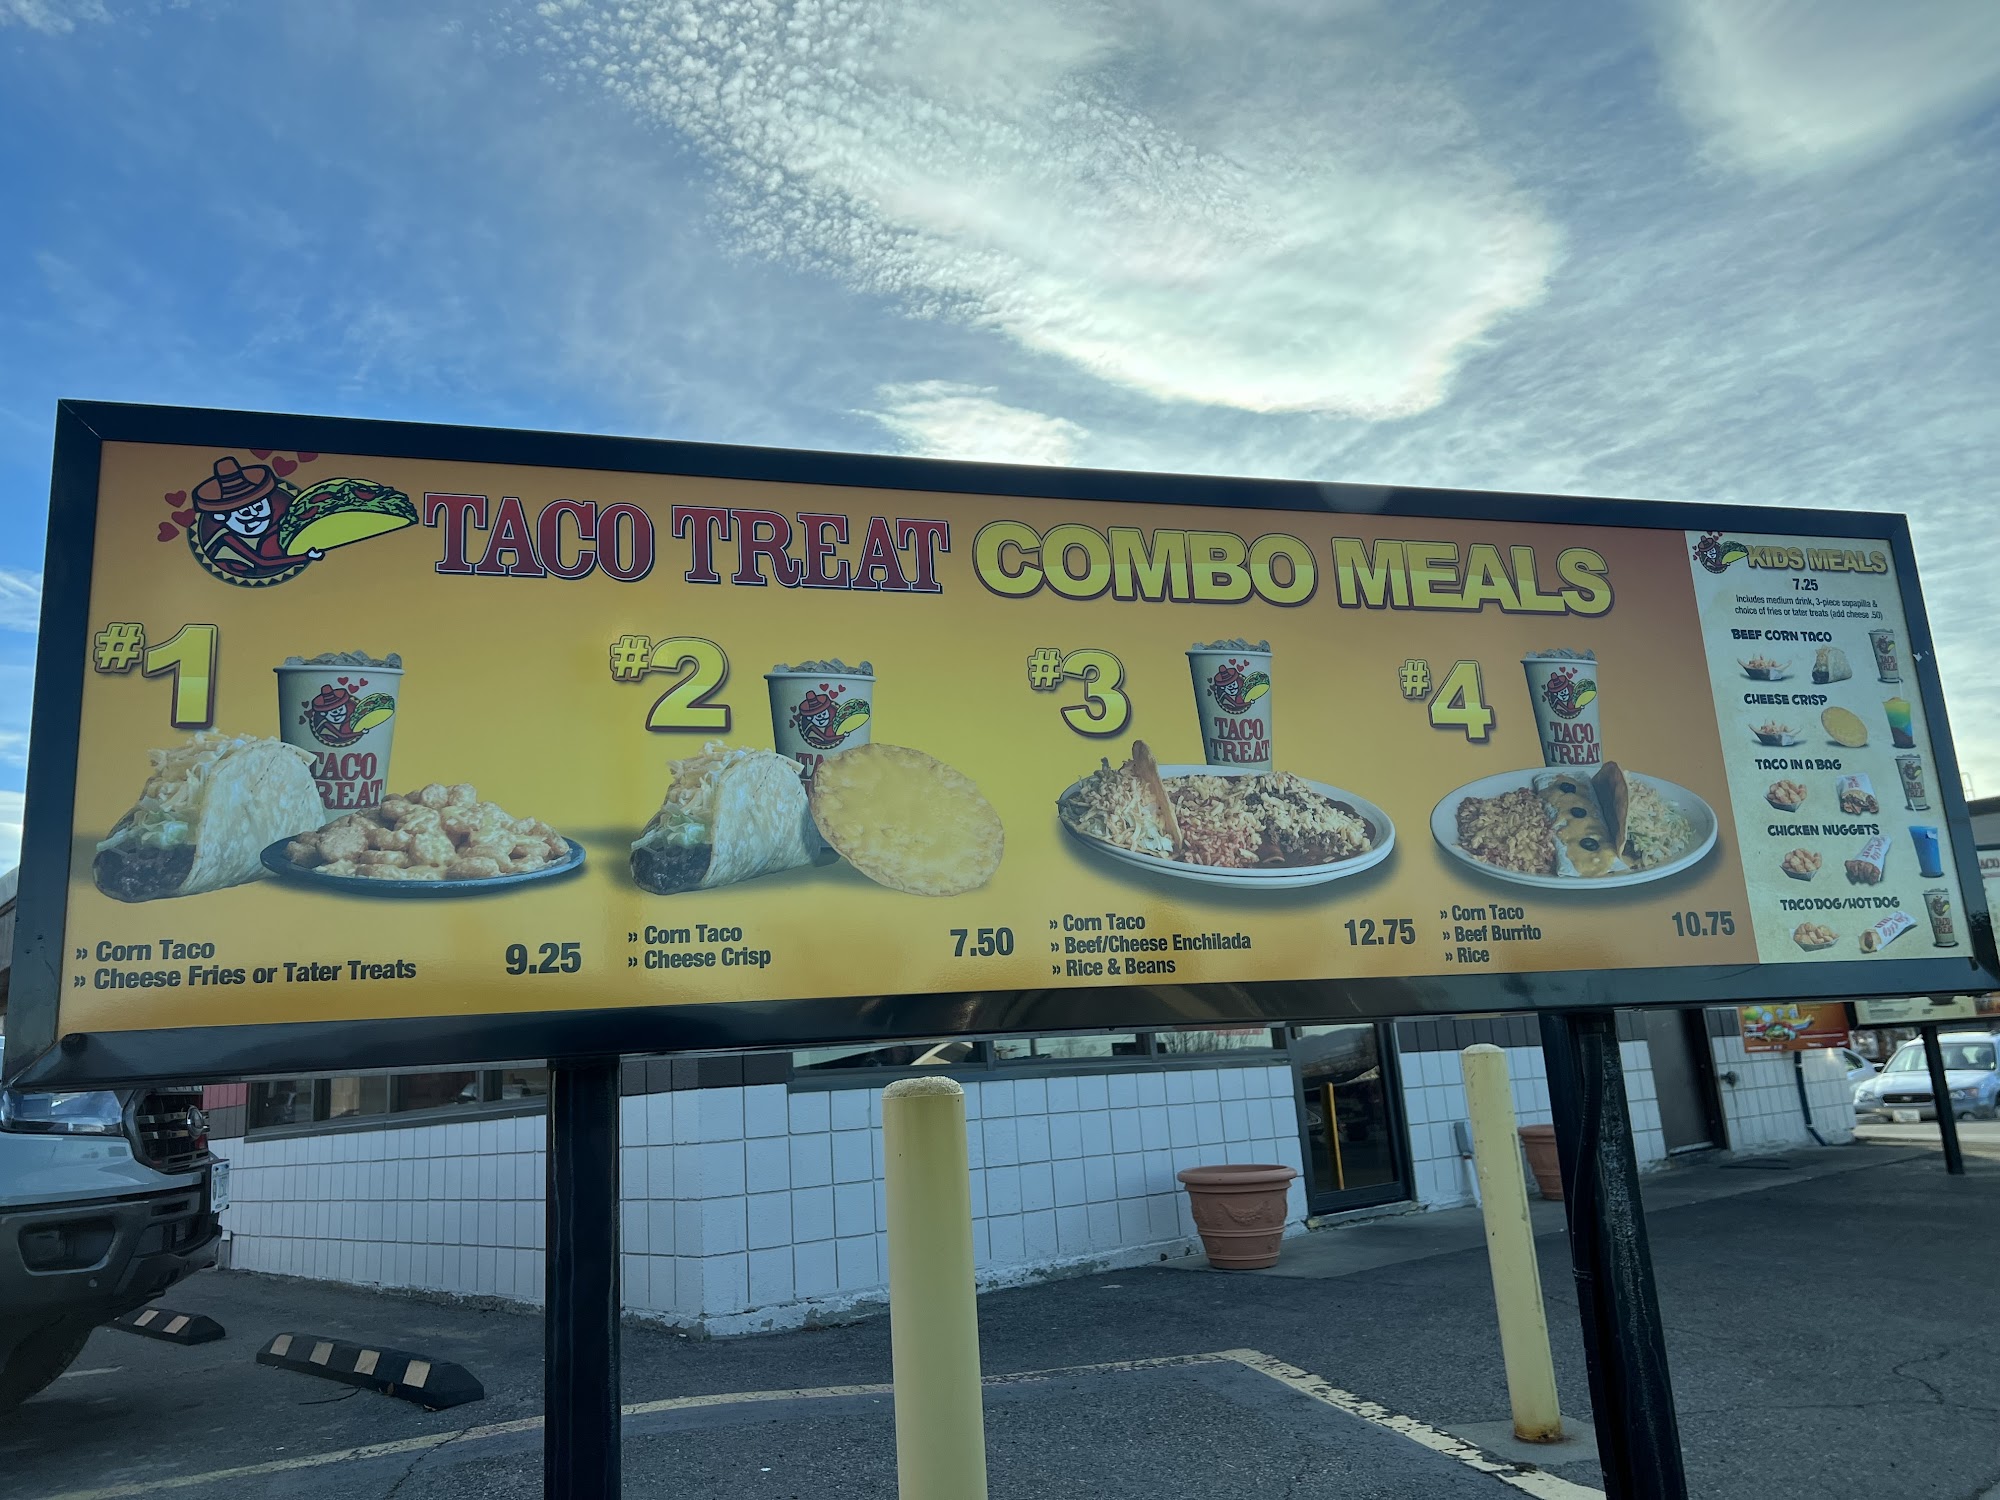 TACO TREAT COMBO MEALS
#1
TACO
TREAT
» Corn Taco
» Cheese Fries or Tater Treats
9.25
#2
» Corn Taco
» Cheese Crisp
7.50
#3
TACO
TREAT
» Corn Taco
» Beef/Cheese Enchilada
» Rice & Beans
12.75
#4
TACO
TREAT
» Corn Taco
» Beef Burrito
» Rice
10.75
KIDS MEALS
7.25
Includes medium drink, 3-piece sopapilla &
choice of fries or tater treats (add cheese .50)
BEEF CORN TACO
CHEESE CRISP
TACO IN A BAG
CHICKEN NUGGETS
TACO DOG/HOT DOG